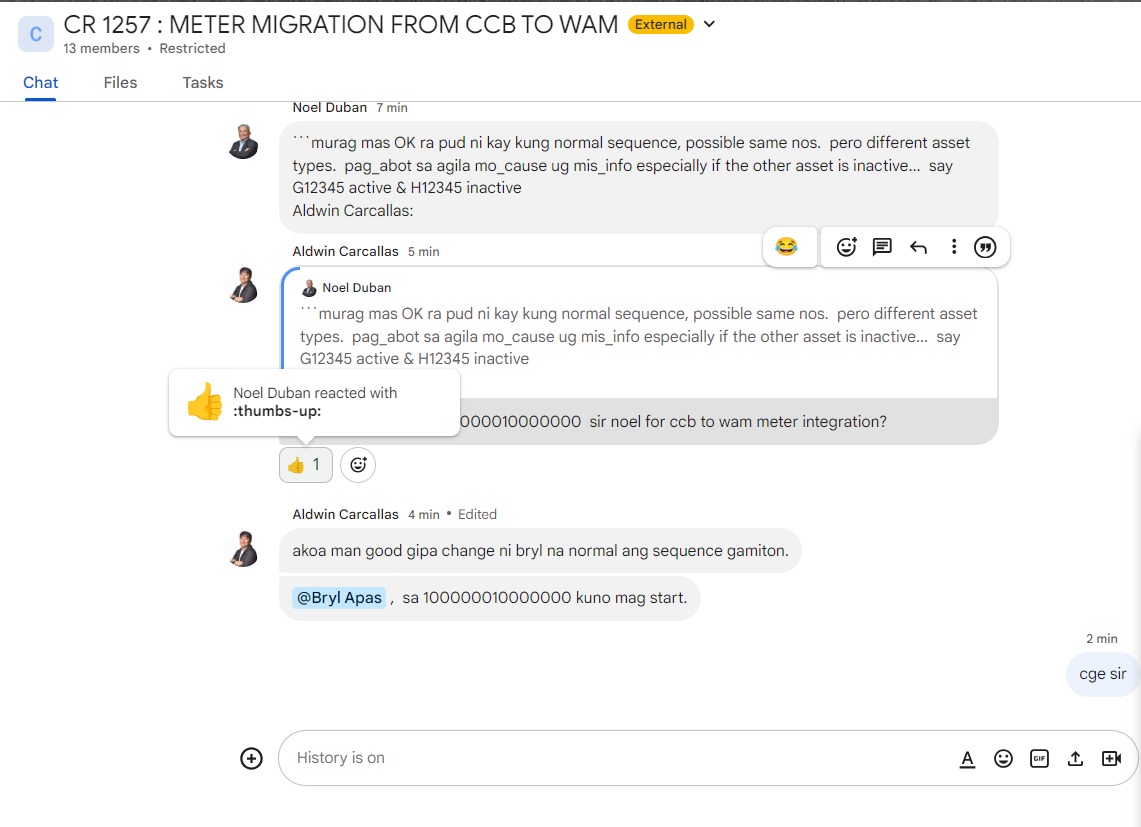 C
CR 1257 : METER MIGRATION FROM CCB TO WAM External
13 members • Restricted
Chat Files Tasks
Noel Duban 7 min
```murag mas OK ra pud ni kay kung normal sequence, possible same nos.  pero different asset
types.  pag_abot sa agila mo_cause ug mis_info especially if the other asset is inactive...  say
G12345 active & H12345 inactive
Aldwin Carcallas:
Aldwin Carcallas 5 min
Noel Duban
```murag mas OK ra pud ni kay kung normal sequence, possible same nos.  pero different asset
types.  pag_abot sa agila mo_cause ug mis_info especially if the other asset is inactive...  say
G12345 active & H12345 inactive
Noel Duban reacted with
:thumbs-up:
000010000000  sir noel for ccb to wam meter integration?
1
Aldwin Carcallas 4 min • Edited
akoa man good gipa change ni bryl na normal ang sequence gamiton.
@Bryl Apas ,  sa 100000010000000 kuno mag start.
2 min
cge sir
History is on
A
GIF